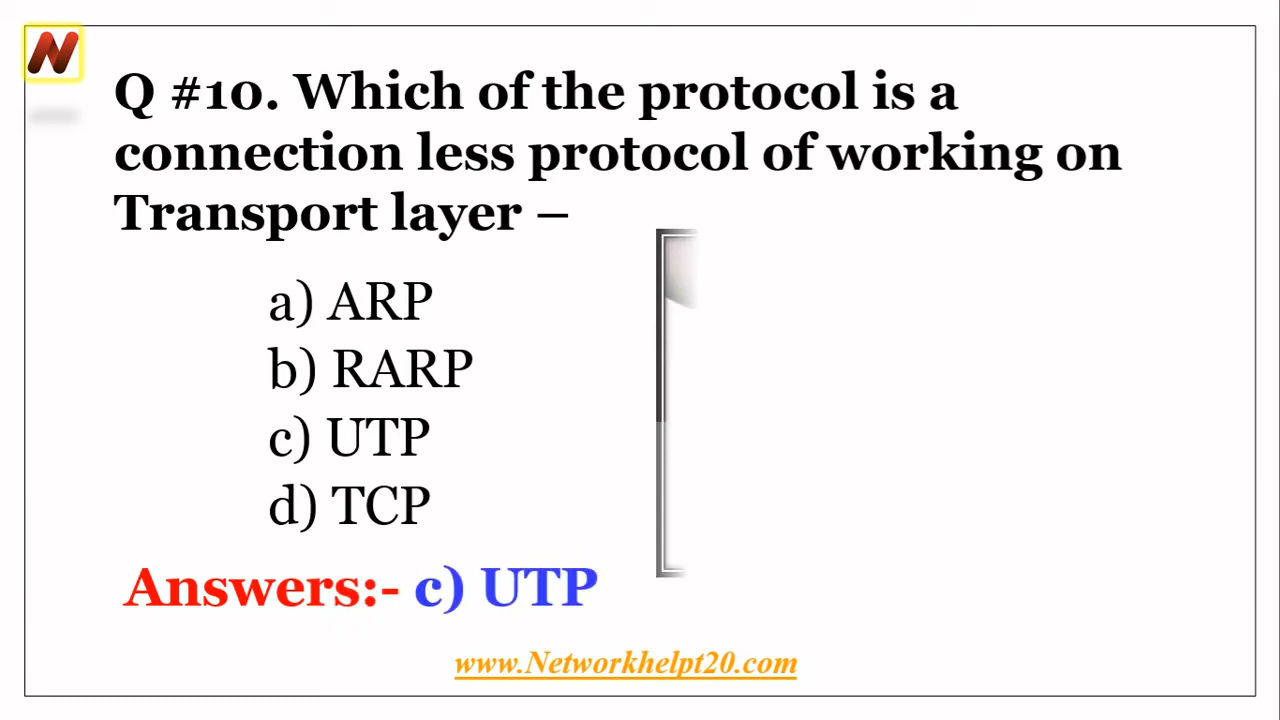 Q #10. Which of the protocol is a
connection less protocol of working on
Transport layer –
a) ARP
b) RARP
c) UTP
d) TCP
Answers:- c) UTP
www.Networkhelpt20.com